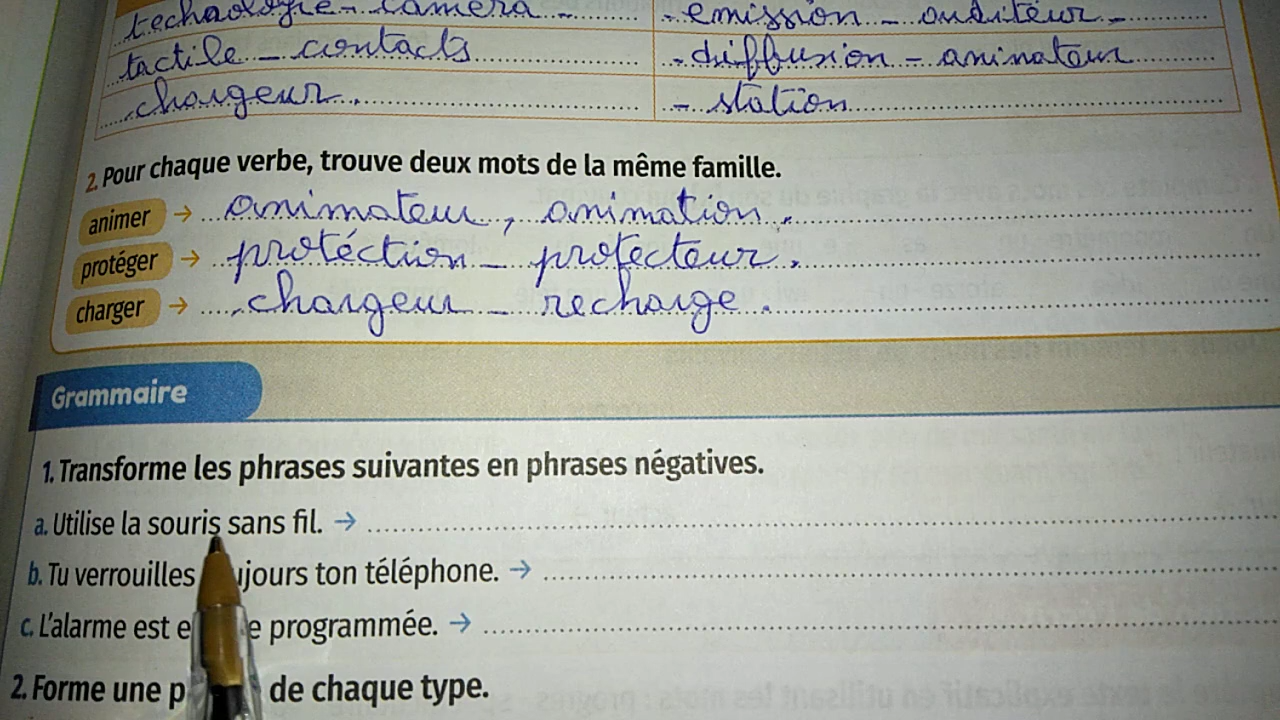 technologie - caméra - - émission - auditeur -
tactile - contacts - diffusion - animateur
chargeur. - station
2. Pour chaque verbe, trouve deux mots de la même famille.
animer → animateur, animation.
protéger → protéction - protecteur.
charger → chargeur - recharge.
Grammaire
1. Transforme les phrases suivantes en phrases négatives.
a. Utilise la souris sans fil. →
b. Tu verrouilles ujours ton téléphone. →
c. L'alarme est e e programmée. →
2. Forme une p de chaque type.